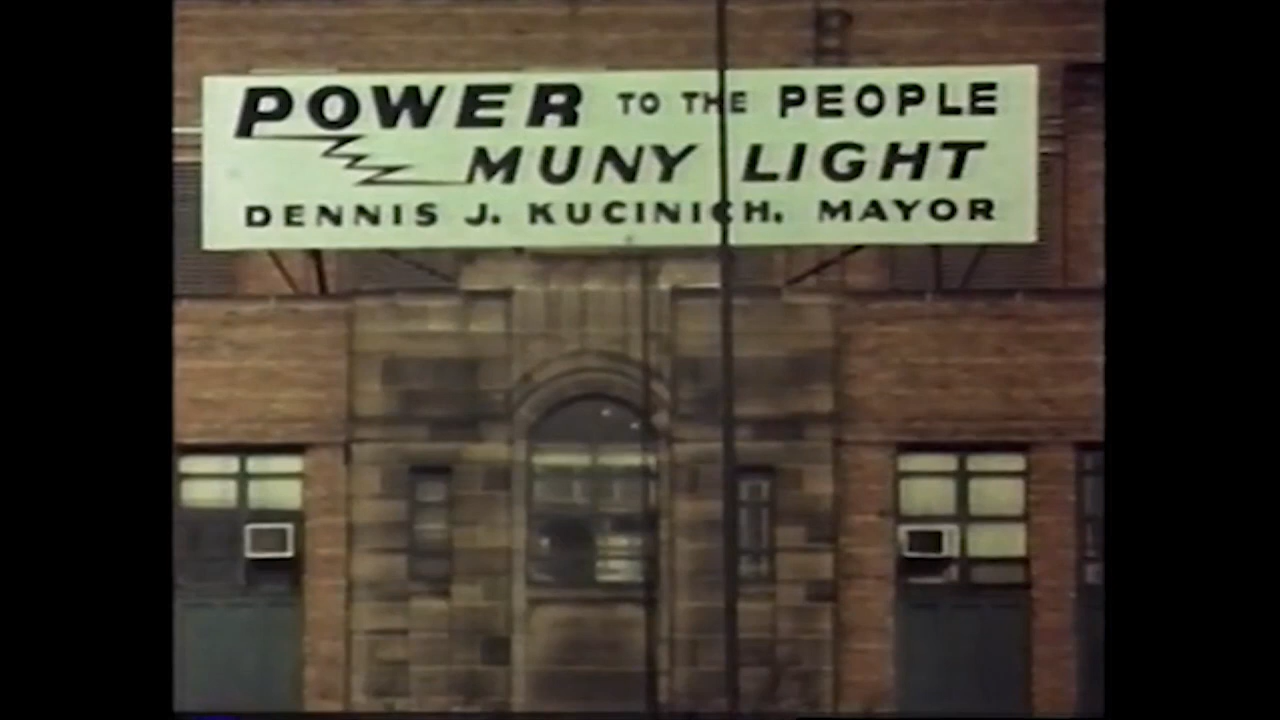 POWER TO THE PEOPLE
MUNY LIGHT
DENNIS J. KUCINICH, MAYOR